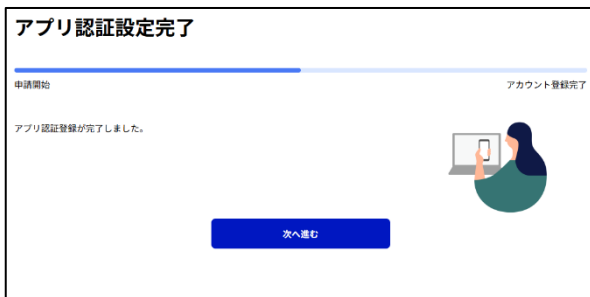 アプリ認証設定完了
申請開始
アカウント登録完了
アプリ認証登録が完了しました。
次へ進む